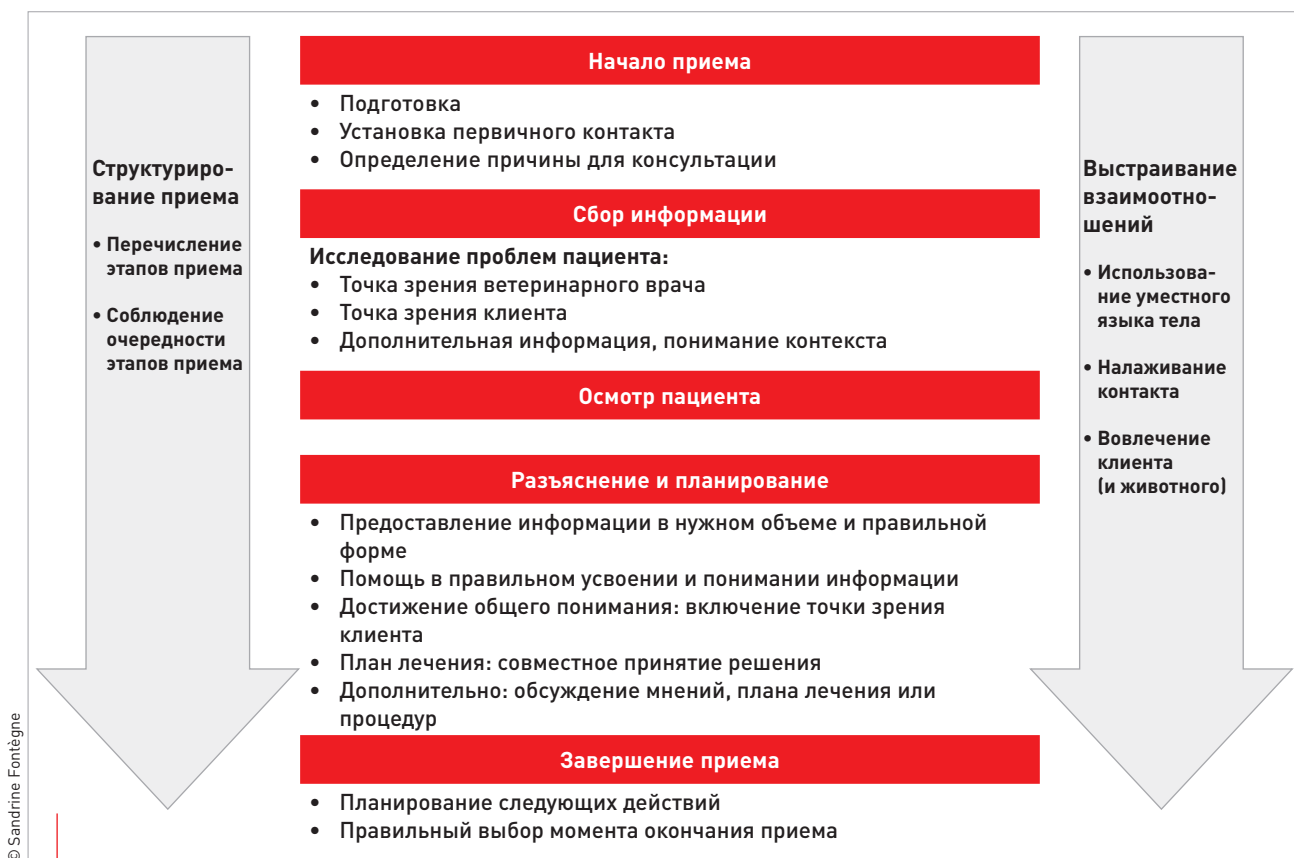 Структуриро-
вание приема
• Перечисление
этапов приема
• Соблюдение
очередности
этапов приема
Начало приема
• Подготовка
• Установка первичного контакта
• Определение причины для консультации
Сбор информации
Исследование проблем пациента:
• Точка зрения ветеринарного врача
• Точка зрения клиента
• Дополнительная информация, понимание контекста
Осмотр пациента
Разъяснение и планирование
• Предоставление информации в нужном объеме и правильной
форме
• Помощь в правильном усвоении и понимании информации
• Достижение общего понимания: включение точки зрения
клиента
• План лечения: совместное принятие решения
• Дополнительно: обсуждение мнений, плана лечения или
процедур
Завершение приема
• Планирование следующих действий
• Правильный выбор момента окончания приема
Выстраивание
взаимоотно-
шений
• Использова-
ние уместного
языка тела
• Налаживание
контакта
• Вовлечение
клиента
(и животного)
© Sandrine Fontègne